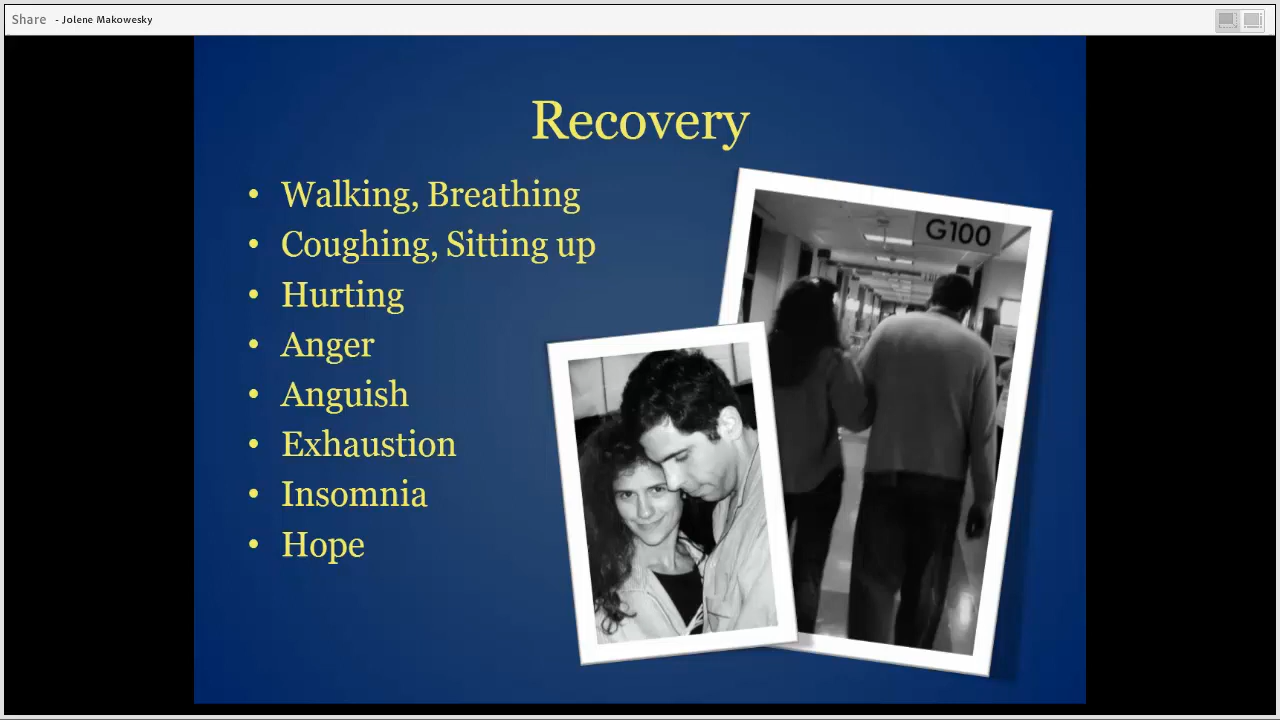 Share - Jolene Makowesky
Recovery
• Walking, Breathing
• Coughing, Sitting up
• Hurting
• Anger
• Anguish
• Exhaustion
• Insomnia
• Hope
G100